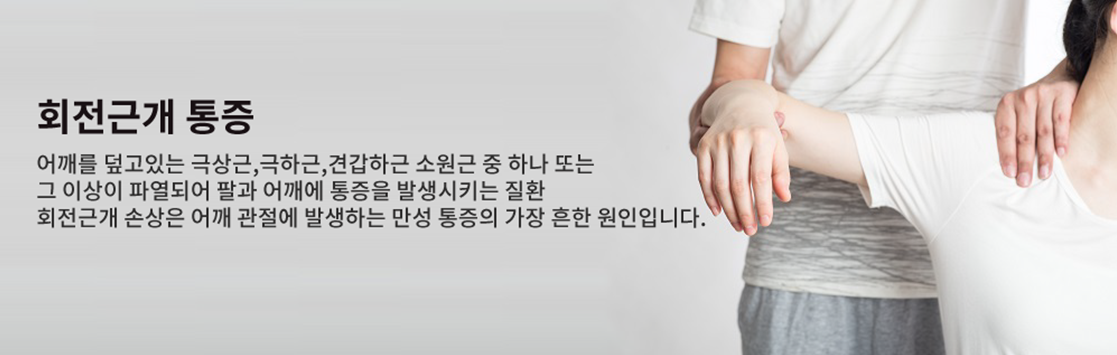 회전근개 통증
어깨를 덮고있는 극상근,극하근,견갑하근 소원근 중 하나 또는
그 이상이 파열되어 팔과 어깨에 통증을 발생시키는 질환
회전근개 손상은 어깨 관절에 발생하는 만성 통증의 가장 흔한 원인입니다.